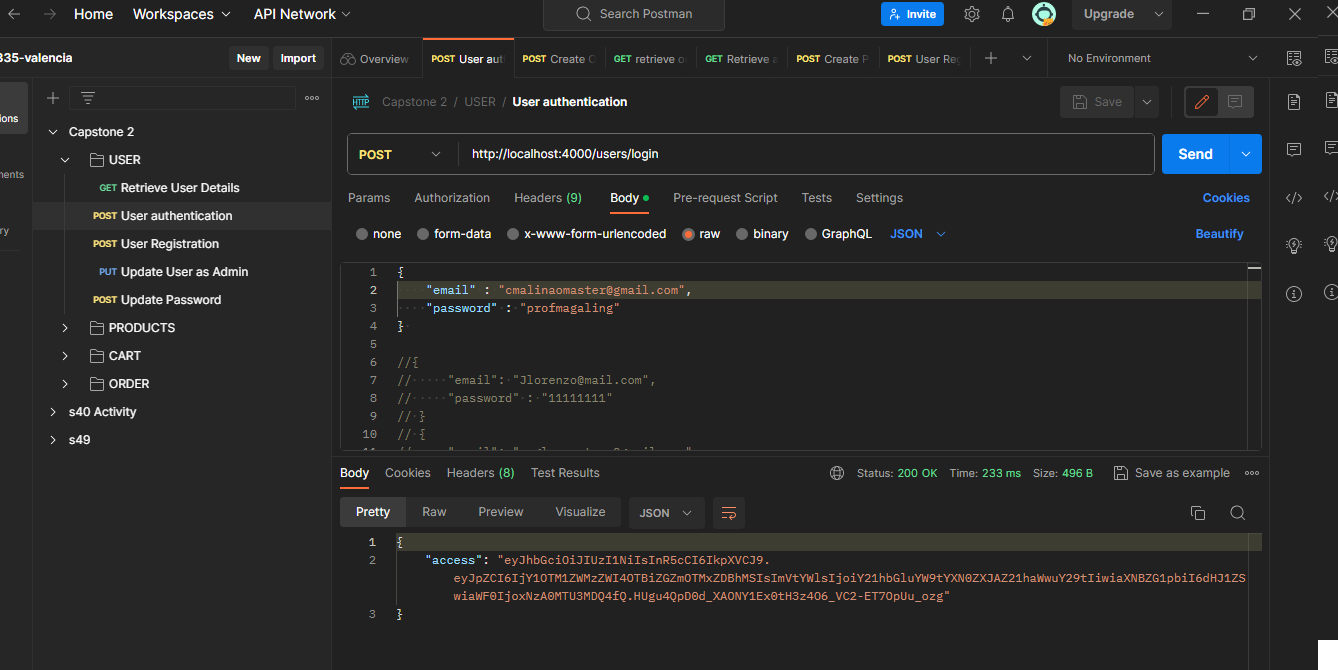 Home Workspaces API Network Search Postman Invite Upgrade
335-valencia New Import Overview POST User aut POST Create C GET retrieve o GET Retrieve a POST Create P POST User Reg No Environment
HTTP Capstone 2 / USER / User authentication Save
ions
ments
ry
Capstone 2
USER
GET Retrieve User Details
POST User authentication
POST User Registration
PUT Update User as Admin
POST Update Password
PRODUCTS
CART
ORDER
s40 Activity
s49
POST http://localhost:4000/users/login Send
Params Authorization Headers (9) Body Pre-request Script Tests Settings Cookies
none form-data x-www-form-urlencoded raw binary GraphQL JSON Beautify
1 {
2 "email" : "cmalinaomaster@gmail.com",
3 "password" : "profmagaling"
4 }
5
6 //{
7 // "email": "Jlorenzo@mail.com",
8 // "password" : "11111111"
9 // }
10 // {
Body Cookies Headers (8) Test Results Status: 200 OK Time: 233 ms Size: 496 B Save as example
Pretty Raw Preview Visualize JSON
1 {
2 "access": "eyJhbGciOiJIUzI1NiIsInR5cCI6IkpXVCJ9.
eyJpZCI6IjY1OTM1ZWMzZWI4OTBiZGZmOTMxZDBhMSIsImVtYWlsIjoiY21hbGluYW9tYXN0ZXJAZ21haWwuY29tIiwiaXNBZG1pbiI6dHJ1ZS
wiaWF0IjoxNzA0MTU3MDQ4fQ.HUgu4QpD0d_XAONY1Ex0tH3z4O6_VC2-ET7OpUu_ozg"
3 }